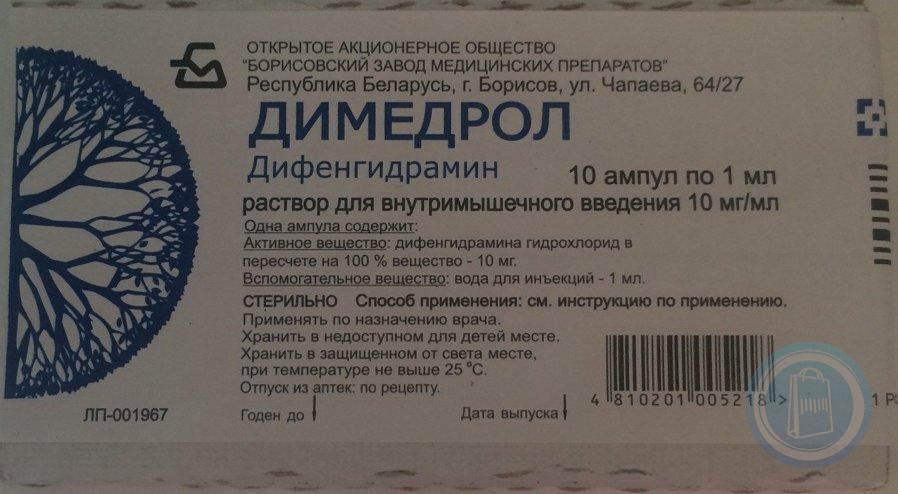 ОТКРЫТОЕ АКЦИОНЕРНОЕ ОБЩЕСТВО
"БОРИСОВСКИЙ ЗАВОД МЕДИЦИНСКИХ ПРЕПАРАТОВ"
Республика Беларусь, г. Борисов, ул. Чапаева, 64/27
ДИМЕДРОЛ
Дифенгидрамин 10 ампул по 1 мл
раствор для внутримышечного введения 10 мг/мл
Одна ампула содержит:
Активное вещество: дифенгидрамина гидрохлорид в
пересчете на 100 % вещество - 10 мг.
Вспомогательное вещество: вода для инъекций - 1 мл.
СТЕРИЛЬНО Способ применения: см. инструкцию по применению.
Применять по назначению врача.
Хранить в недоступном для детей месте.
Хранить в защищенном от света месте,
при температуре не выше 25 °С.
Отпуск из аптек: по рецепту.
ЛП-001967 Годен до Дата выпуска 4 810201 005218 >